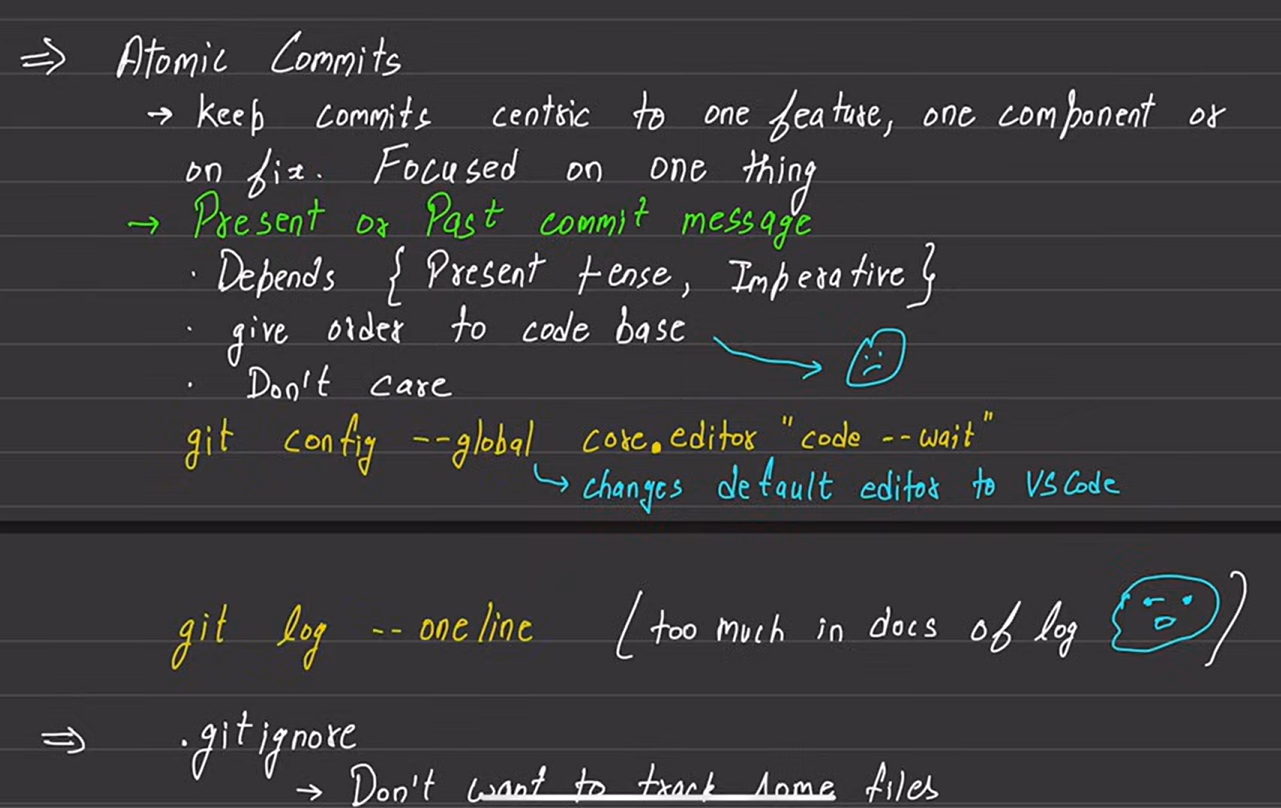 ⇒ Atomic Commits
→ keep commits centric to one feature, one component or
on fix. Focused on one thing
→ Present or Past commit message
· Depends { Present tense, Imperative }
· give order to code base
· Don't care
git config --global core.editor "code --wait"
↳ changes default editor to VS Code
git log --oneline (too much in docs of log )
⇒ .gitignore
→ Don't want to track some files